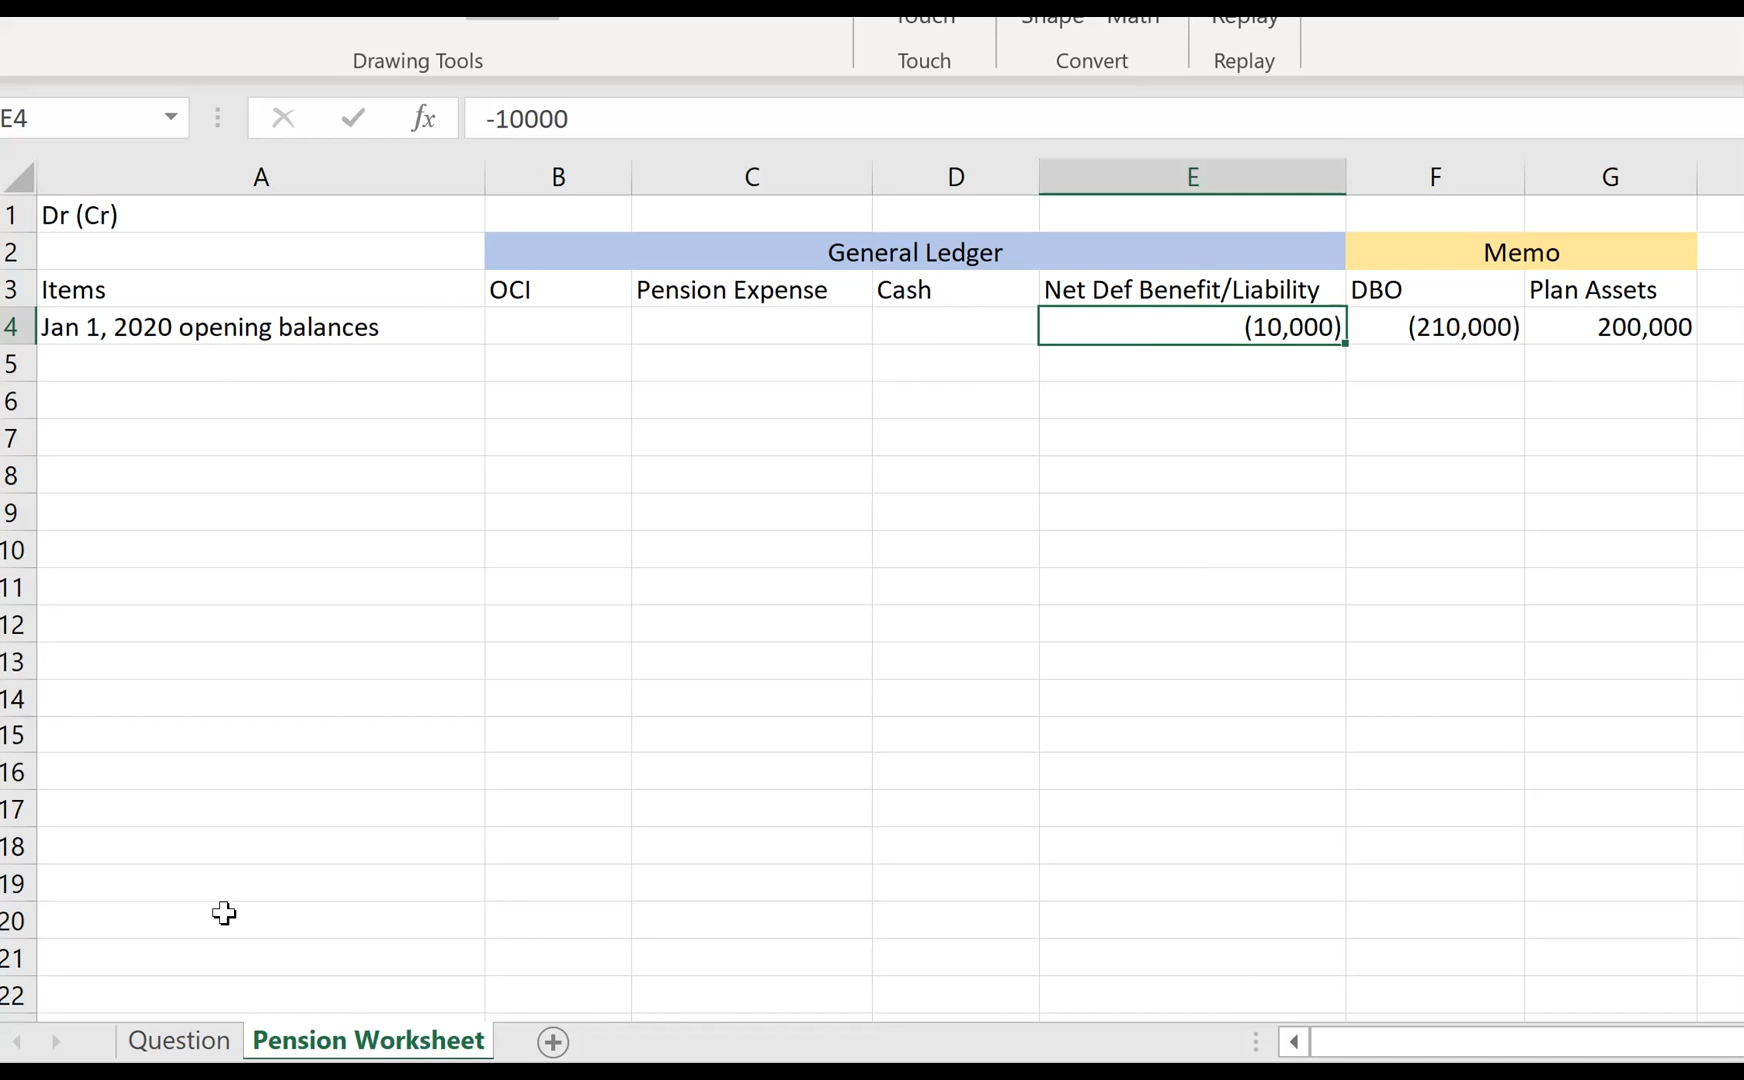 Touch Shape Math Replay
Drawing Tools Touch Convert Replay
E4 fx -10000
A B C D E F G
1 Dr (Cr)
2 General Ledger Memo
3 Items OCI Pension Expense Cash Net Def Benefit/Liability DBO Plan Assets
4 Jan 1, 2020 opening balances (10,000) (210,000) 200,000
5
6
7
8
9
10
11
12
13
14
15
16
17
18
19
20
21
22
Question Pension Worksheet